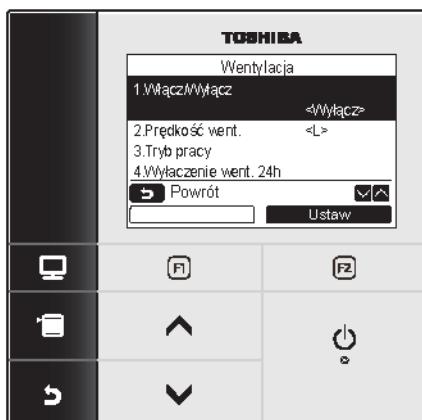 TOSHIBA
Wentylacja
1.Włącz/Wyłącz
<Wyłącz>
2.Prędkość went. <L>
3.Tryb pracy
4.Wyłaczenie went. 24h
Powrót
Ustaw
F1 F2